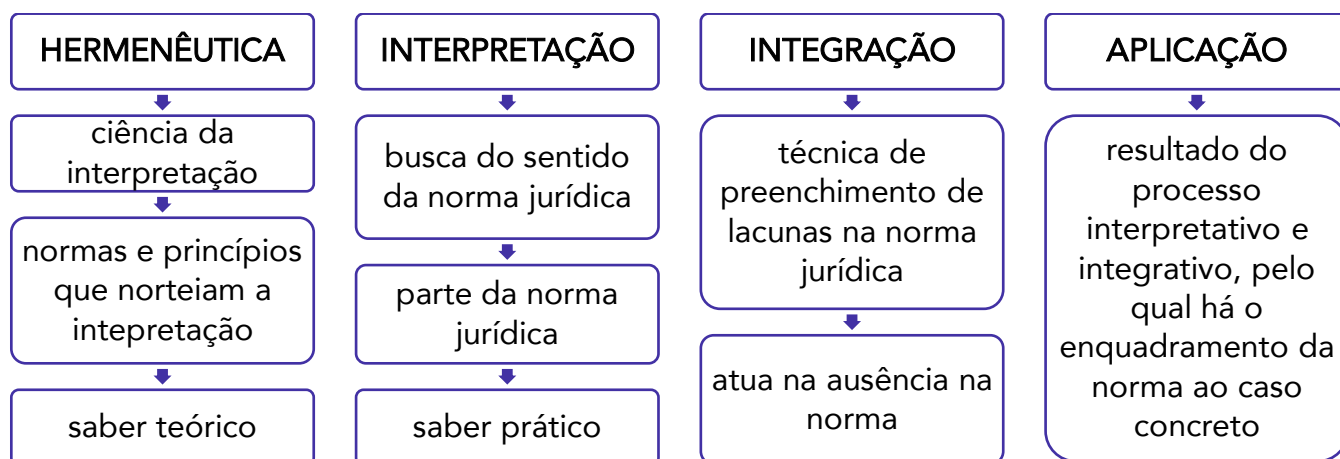 HERMENÊUTICA
ciência da
interpretação
normas e princípios
que norteiam a
intepretação
saber teórico
INTERPRETAÇÃO
busca do sentido
da norma jurídica
parte da norma
jurídica
saber prático
INTEGRAÇÃO
técnica de
preenchimento de
lacunas na norma
jurídica
atua na ausência na
norma
APLICAÇÃO
resultado do
processo
interpretativo e
integrativo, pelo
qual há o
enquadramento da
norma ao caso
concreto